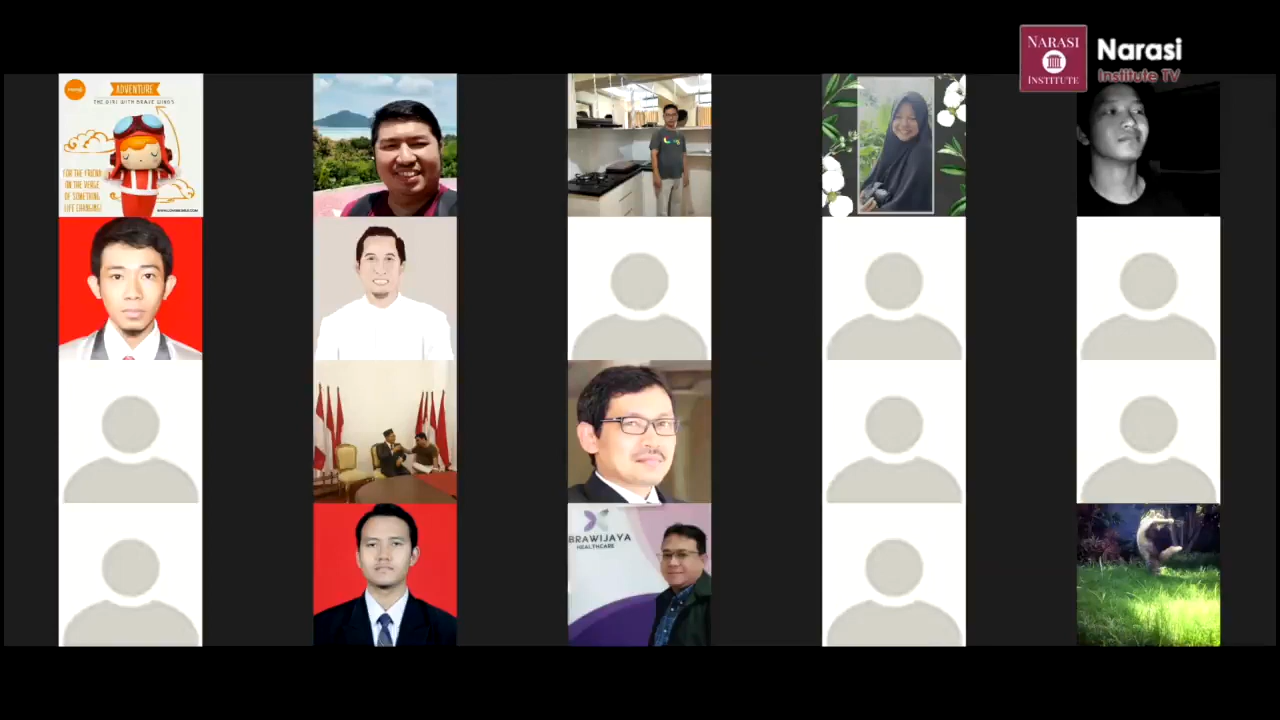 ADVENTURE
THE GIRL WITH BRAVE WINGS
FOR THE FRIEND
ON THE VERGE
OF SOMETHING
LIFE CHANGING!
NARASI
INSTITUTE
Narasi
Institute TV
BRAWIJAYA
HEALTHCARE